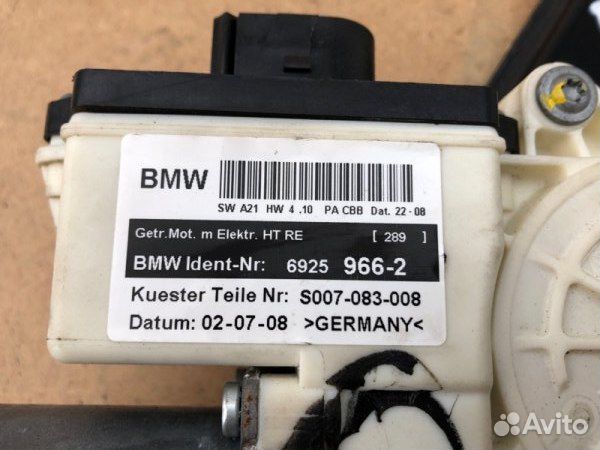 BMW
SW A21 HW 4 .10 PA CBB Dat. 22-08
Getr.Mot. m Elektr. HT RE [ 289 ]
BMW Ident-Nr: 6925 966-2
Kuester Teile Nr: S007-083-008
Datum: 02-07-08 >GERMANY<
Avito